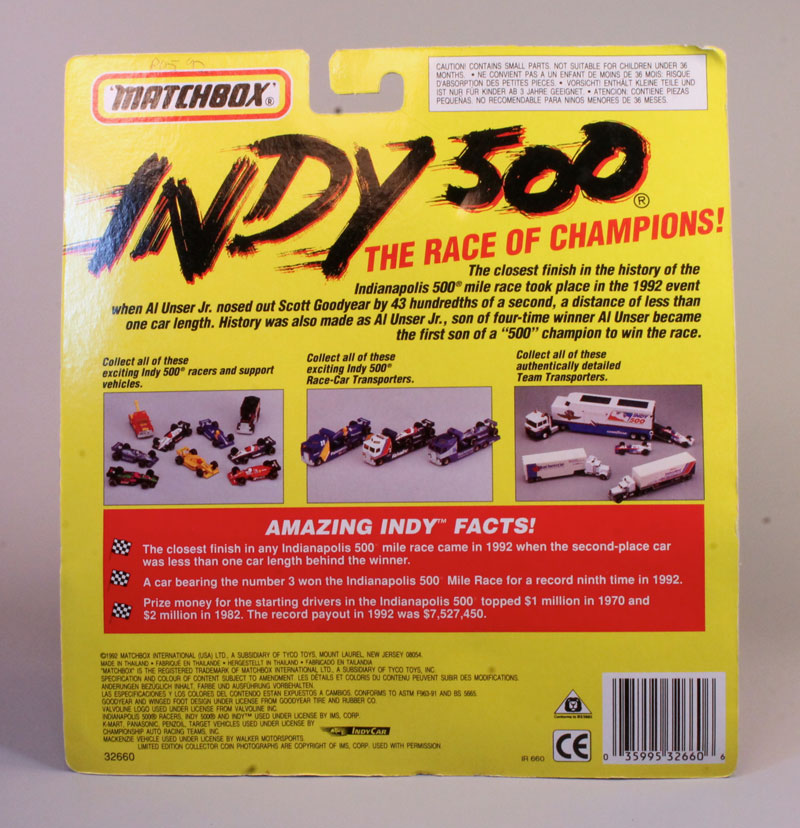 MATCHBOX®
CAUTION! CONTAINS SMALL PARTS. NOT SUITABLE FOR CHILDREN UNDER 36
MONTHS. • NE CONVIENT PAS A UN ENFANT DE MOINS DE 36 MOIS: RISQUE
D'ABSORPTION DES PETITES PIECES. • VORSICHT! ENTHÄLT KLEINE TEILE UND
IST NUR FÜR KINDER AB 3 JAHRE GEEIGNET • ATENCION: CONTIENE PIEZAS
PEQUENAS. NO RECOMENDABLE PARA NINOS MENORES DE 36 MESES.
INDY 500®
THE RACE OF CHAMPIONS!
The closest finish in the history of the
Indianapolis 500® mile race took place in the 1992 event
when Al Unser Jr. nosed out Scott Goodyear by 43 hundredths of a second, a distance of less than
one car length. History was also made as Al Unser Jr., son of four-time winner Al Unser became
the first son of a "500" champion to win the race.
Collect all of these
exciting Indy 500® racers and support
vehicles.
Collect all of these
exciting Indy 500®
Race-Car Transporters.
Collect all of these
authentically detailed
Team Transporters.
INDY
500
AMAZING INDY™ FACTS!
The closest finish in any Indianapolis 500 mile race came in 1992 when the second-place car
was less than one car length behind the winner.
A car bearing the number 3 won the Indianapolis 500 Mile Race for a record ninth time in 1992.
Prize money for the starting drivers in the Indianapolis 500 topped $1 million in 1970 and
$2 million in 1982. The record payout in 1992 was $7,527,450.
©1992 MATCHBOX INTERNATIONAL (USA) LTD., A SUBSIDIARY OF TYCO TOYS, MOUNT LAUREL, NEW JERSEY 08054.
MADE IN THAILAND • FABRIQUÉ EN THAILANDE • HERGESTELLT IN THAILAND • FABRICADO EN TAILANDIA
"MATCHBOX" IS THE REGISTERED TRADEMARK OF MATCHBOX INTERNATIONAL LTD., A SUBSIDIARY OF TYCO TOYS, INC.
SPECIFICATION AND COLOUR OF CONTENT SUBJECT TO AMENDMENT. LES DÉTAILS ET COLORIS DU CONTENU PEUVENT SUBIR DES MODIFICATIONS.
ANDERUNGEN BEZÜGLICH INHALT, FARBE UND AUSFÜHRUNG VORBEHALTEN.
LAS ESPECIFICACIONES Y LOS COLORES DEL CONTENIDO ESTAN EXPUESTOS A CAMBIOS. CONFORMS TO ASTM F963-91 AND BS 5665.
GOODYEAR AND WINGED FOOT DESIGN UNDER LICENSE FROM GOODYEAR TIRE AND RUBBER CO.
VALVOLINE LOGO USED UNDER LICENSE FROM VALVOLINE INC.
INDIANAPOLIS 500® RACERS, INDY 500® AND INDY™ USED UNDER LICENSE BY IMS, CORP.
K-MART, PANASONIC, PENZOIL, TARGET VEHICLES USED UNDER LICENSE BY
CHAMPIONSHIP AUTO RACING TEAMS, INC.
INDYCAR
MACKENZIE VEHICLE USED UNDER LICENSE BY WALKER MOTORSPORTS.
LIMITED EDITION COLLECTOR COIN PHOTOGRAPHS ARE COPYRIGHT OF IMS, CORP. USED WITH PERMISSION.
32660
IR 660
CE
0 35995 32660 6